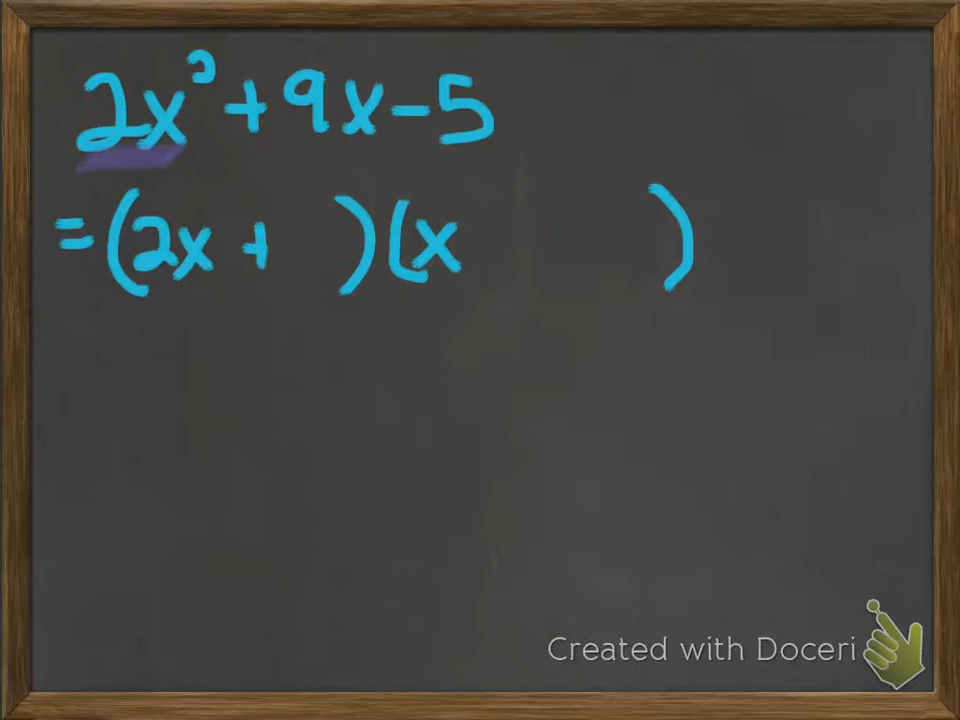 2x² + 9x - 5
= (2x +    )(x    )
Created with Doceri